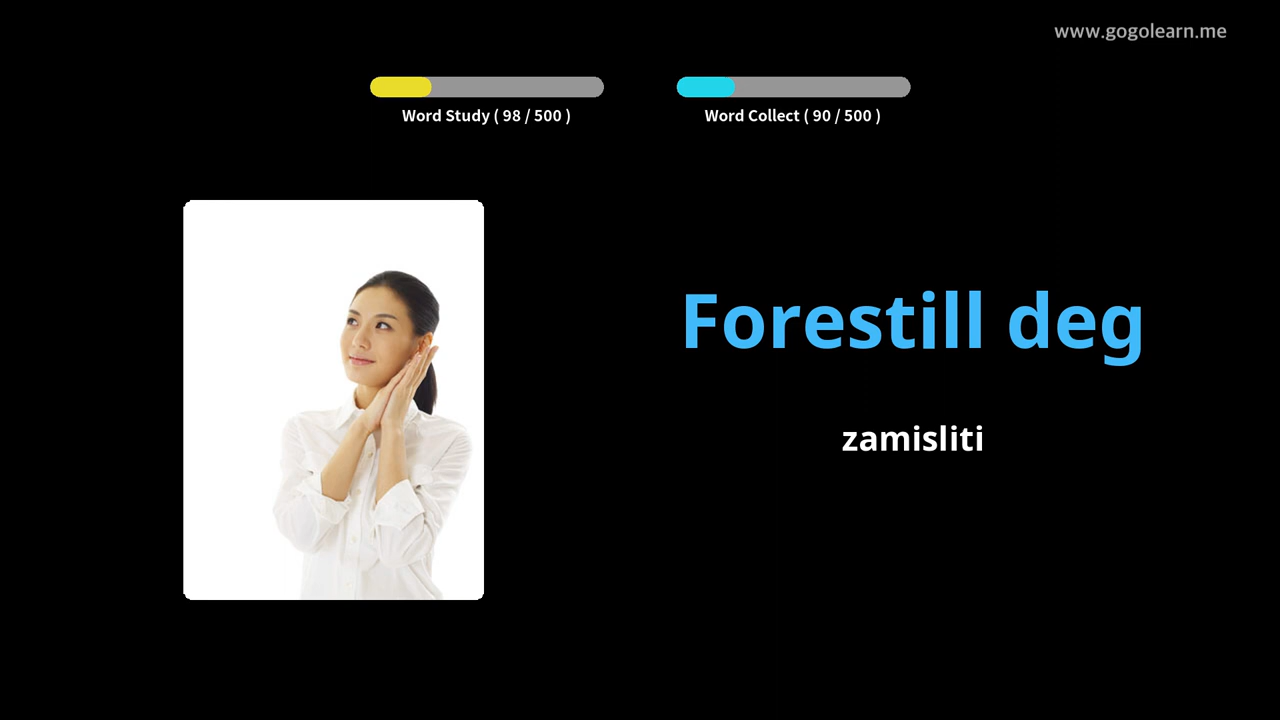 www.gogolearn.me
Word Study ( 98 / 500 )
Word Collect ( 90 / 500 )
Forestill deg
zamisliti